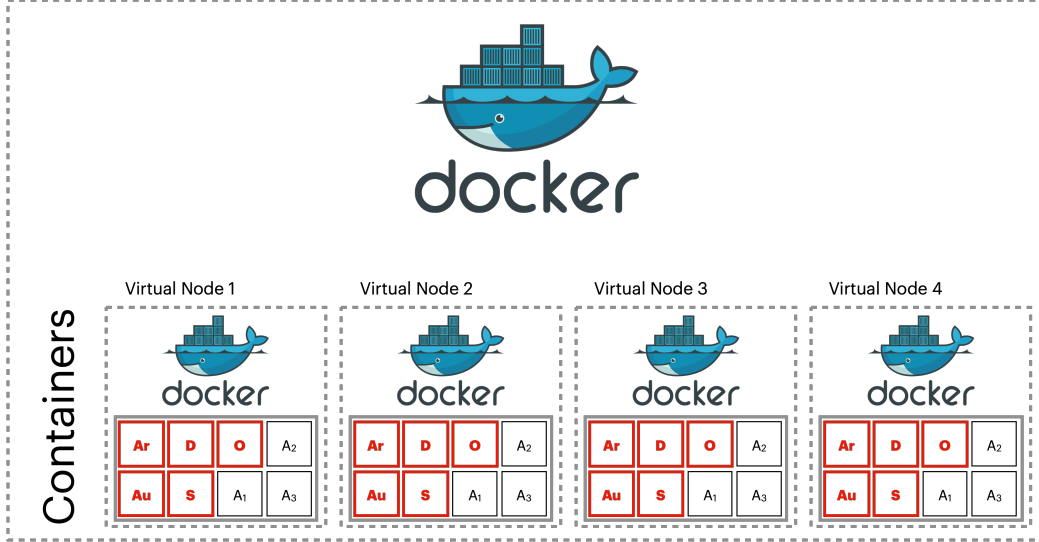 docker
Virtual Node 1
Virtual Node 2
Virtual Node 3
Virtual Node 4
Containers
docker
docker
docker
docker
Ar D O A₂
Au S A₁ A₃
Ar D O A₂
Au S A₁ A₃
Ar D O A₂
Au S A₁ A₃
Ar D O A₂
Au S A₁ A₃